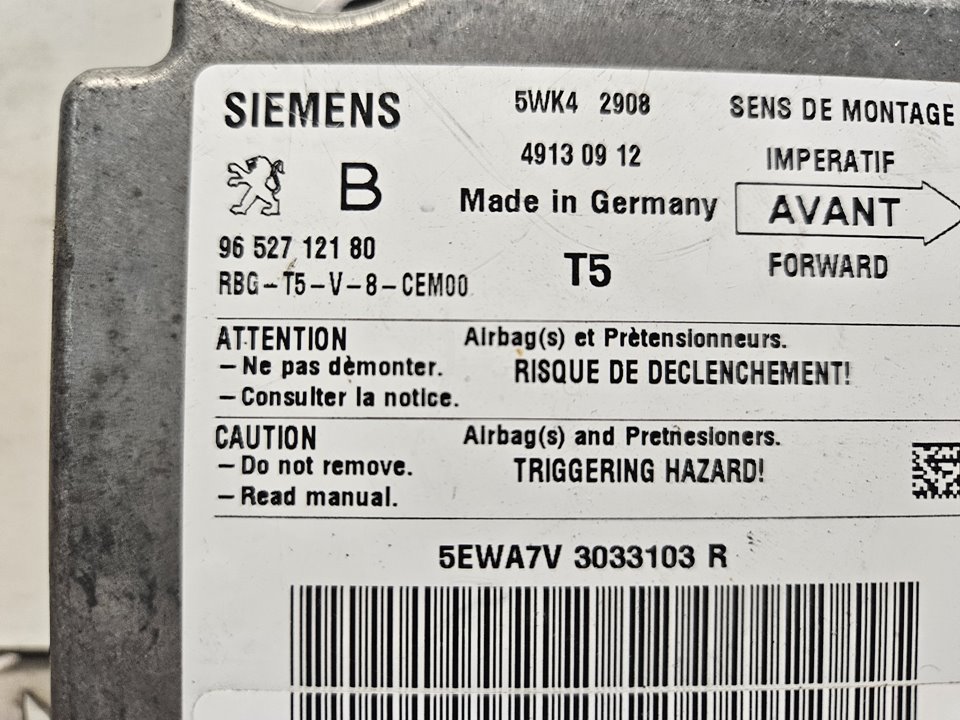 SIEMENS
5WK4 2908
SENS DE MONTAGE
4913 09 12
IMPERATIF
B
Made in Germany
AVANT
96 527 121 80
T5
FORWARD
RBG-T5-V-8-CEM00
ATTENTION
Airbag(s) et Prètensionneurs.
- Ne pas dèmonter.
RISQUE DE DECLENCHEMENT!
- Consulter la notice.
CAUTION
Airbag(s) and Pretnesioners.
- Do not remove.
TRIGGERING HAZARD!
- Read manual.
5EWA7V 3033103 R